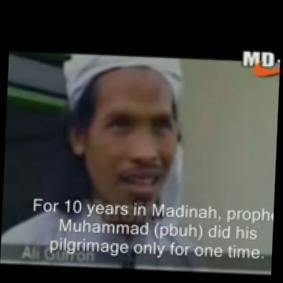 MD
For 10 years in Madinah, prophe
Muhammad (pbuh) did his
pilgrimage only for one time.
Ali Gufron